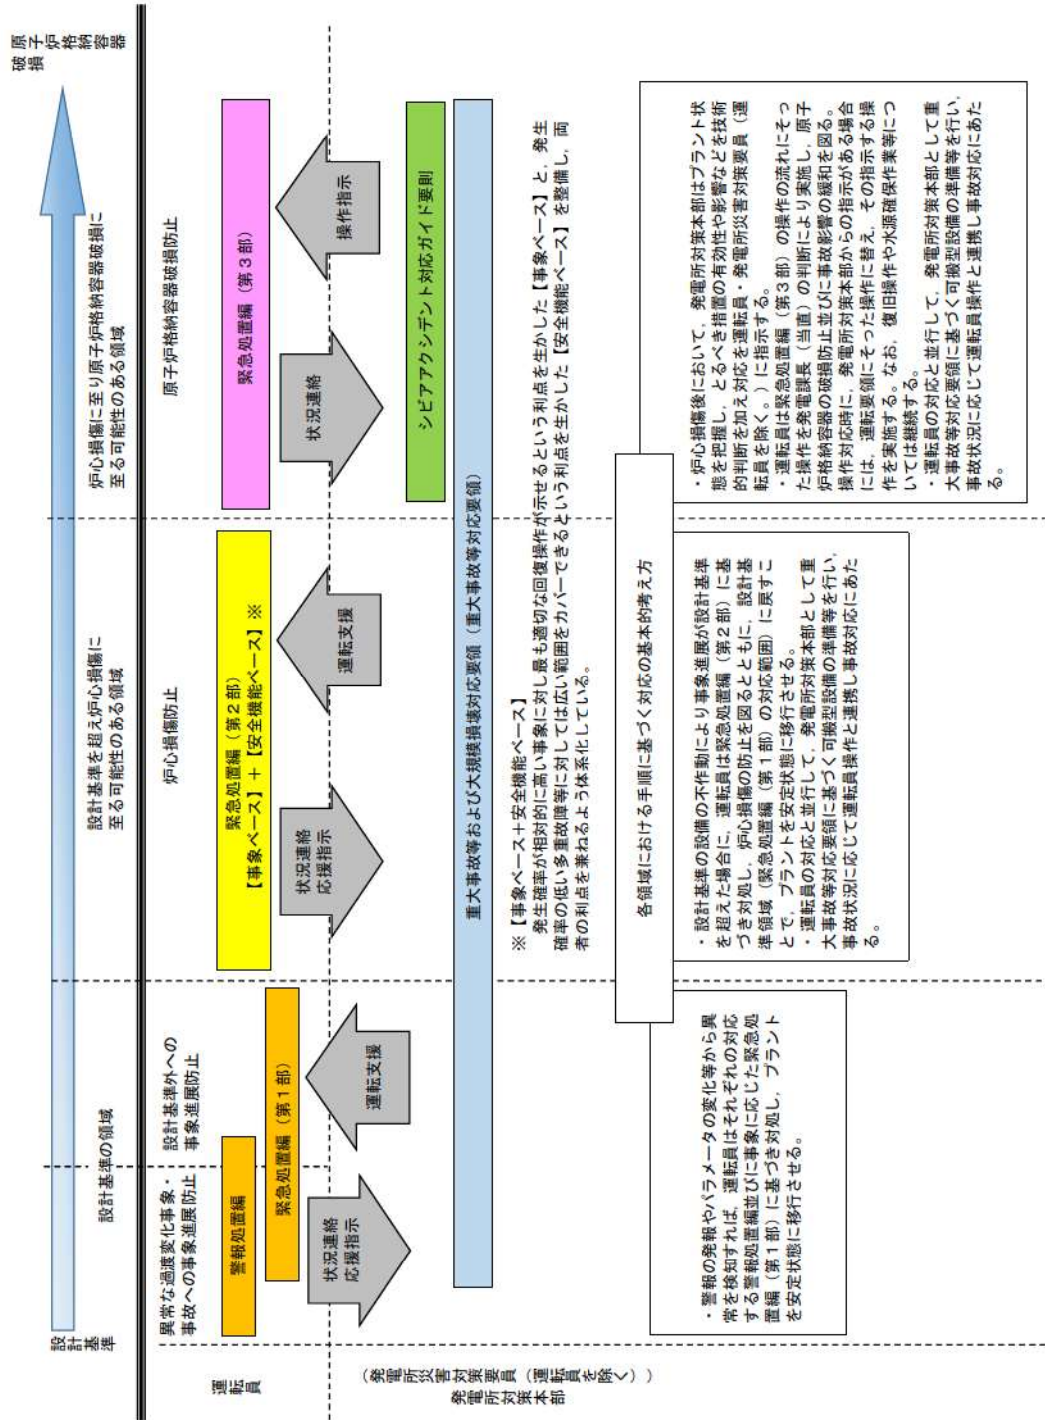 設計基準
原子炉格納容器
破損
設計基準の領域
設計基準を超え炉心損傷に
至る可能性のある領域
炉心損傷に至り原子炉格納容器破損に
至る可能性のある領域
異常な過渡変化事象・
事故への事象進展防止
設計基準外への
事象進展防止
炉心損傷防止
原子炉格納容器破損防止
運転員
警報処置編
緊急処置編（第１部）
緊急処置編（第２部）
【事象ベース】＋【安全機能ベース】※
緊急処置編（第３部）
状況連絡
応援指示
運転支援
状況連絡
応援指示
運転支援
状況連絡
操作指示
（発電所災害対策要員（運転員を除く））
発電所対策本部
シビアアクシデント対応ガイド要則
重大事故等および大規模損壊対応要領（重大事故等対応要領）
※【事象ベース＋安全機能ベース】
発生確率が相対的に高い事象に対し最も適切な回復操作が示せるという利点を生かした【事象ベース】と，発生
確率の低い多重故障等に対しては広い範囲をカバーできるという利点を生かした【安全機能ベース】を整備し，両
者の利点を兼ねるよう体系化している。
各領域における手順に基づく対応の基本的考え方
・警報の発報やパラメータの変化等から異
常を検知すれば，運転員はそれぞれの対応
する警報処置編並びに事象に応じた緊急処
置編（第１部）に基づき対処し，プラント
を安定状態に移行させる。
・設計基準の設備の不作動により事象進展が設計基準
を超えた場合に，運転員は緊急処置編（第２部）に基
づき対処し，炉心損傷の防止を図るとともに，設計基
準領域（緊急処置編（第１部）の対応範囲）に戻すこ
とで，プラントを安定状態に移行させる。
・運転員の対応と並行して，発電所対策本部として重
大事故等対応要領に基づく可搬型設備の準備等を行い，
事故状況に応じて運転員操作と連携し事故対応にあた
る。
・炉心損傷後において，発電所対策本部はプラント状
態を把握し，とるべき措置の有効性や影響などを技術
的判断を加え対応を運転員・発電所災害対策要員（運
転員を除く。））に指示する。
・運転員は緊急処置編（第３部）の操作の流れにそっ
た操作を発電課長（当直）の判断により実施し，原子
炉格納容器の破損防止並びに事故影響の緩和を図る。
操作対応時に，発電所対策本部からの指示がある場合
には，運転要領にそった操作に替え，その指示する操
作を実施する。なお，復旧操作や水源確保作業等につ
いては継続する。
・運転員の対応と並行して，発電所対策本部として重
大事故等対応要領に基づく可搬型設備の準備等を行い，
事故状況に応じて運転員操作と連携し事故対応にあた
る。